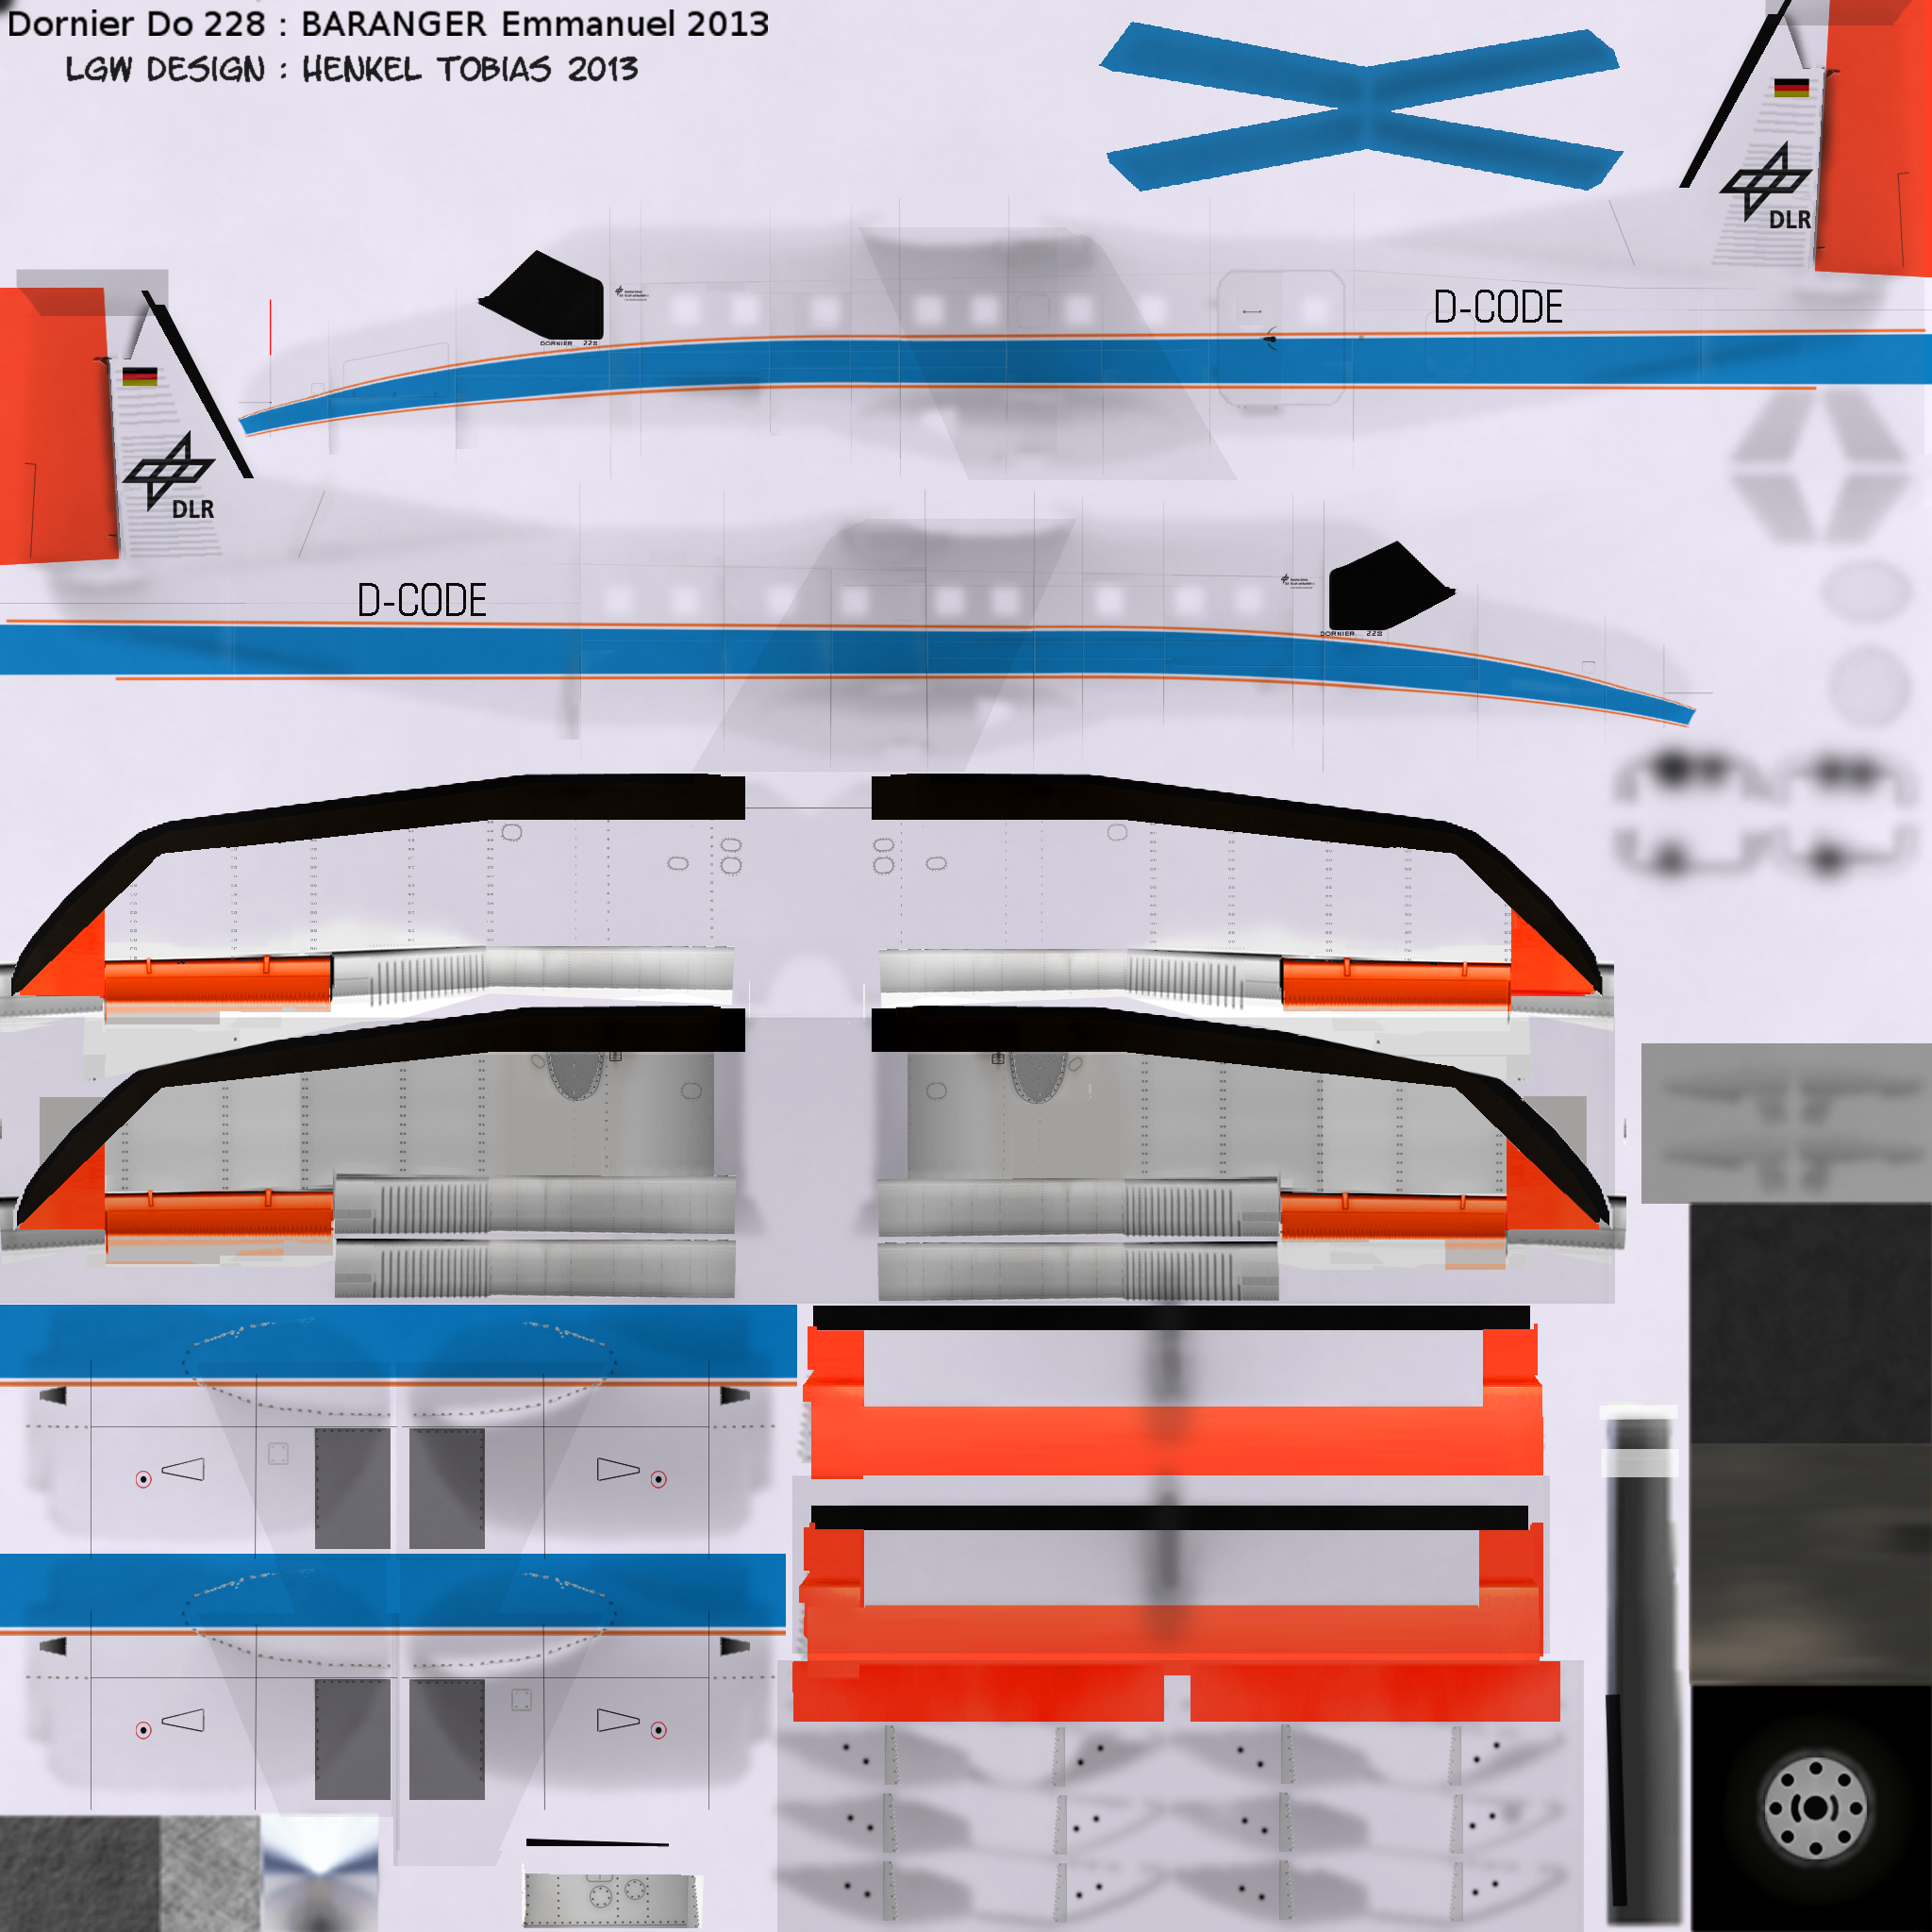 Dornier Do 228 : BARANGER Emmanuel 2013
LGW DESIGN : HENKEL TOBIAS 2013
DLR
D-CODE
DORNIER 228
DLR
D-CODE
DORNIER 228